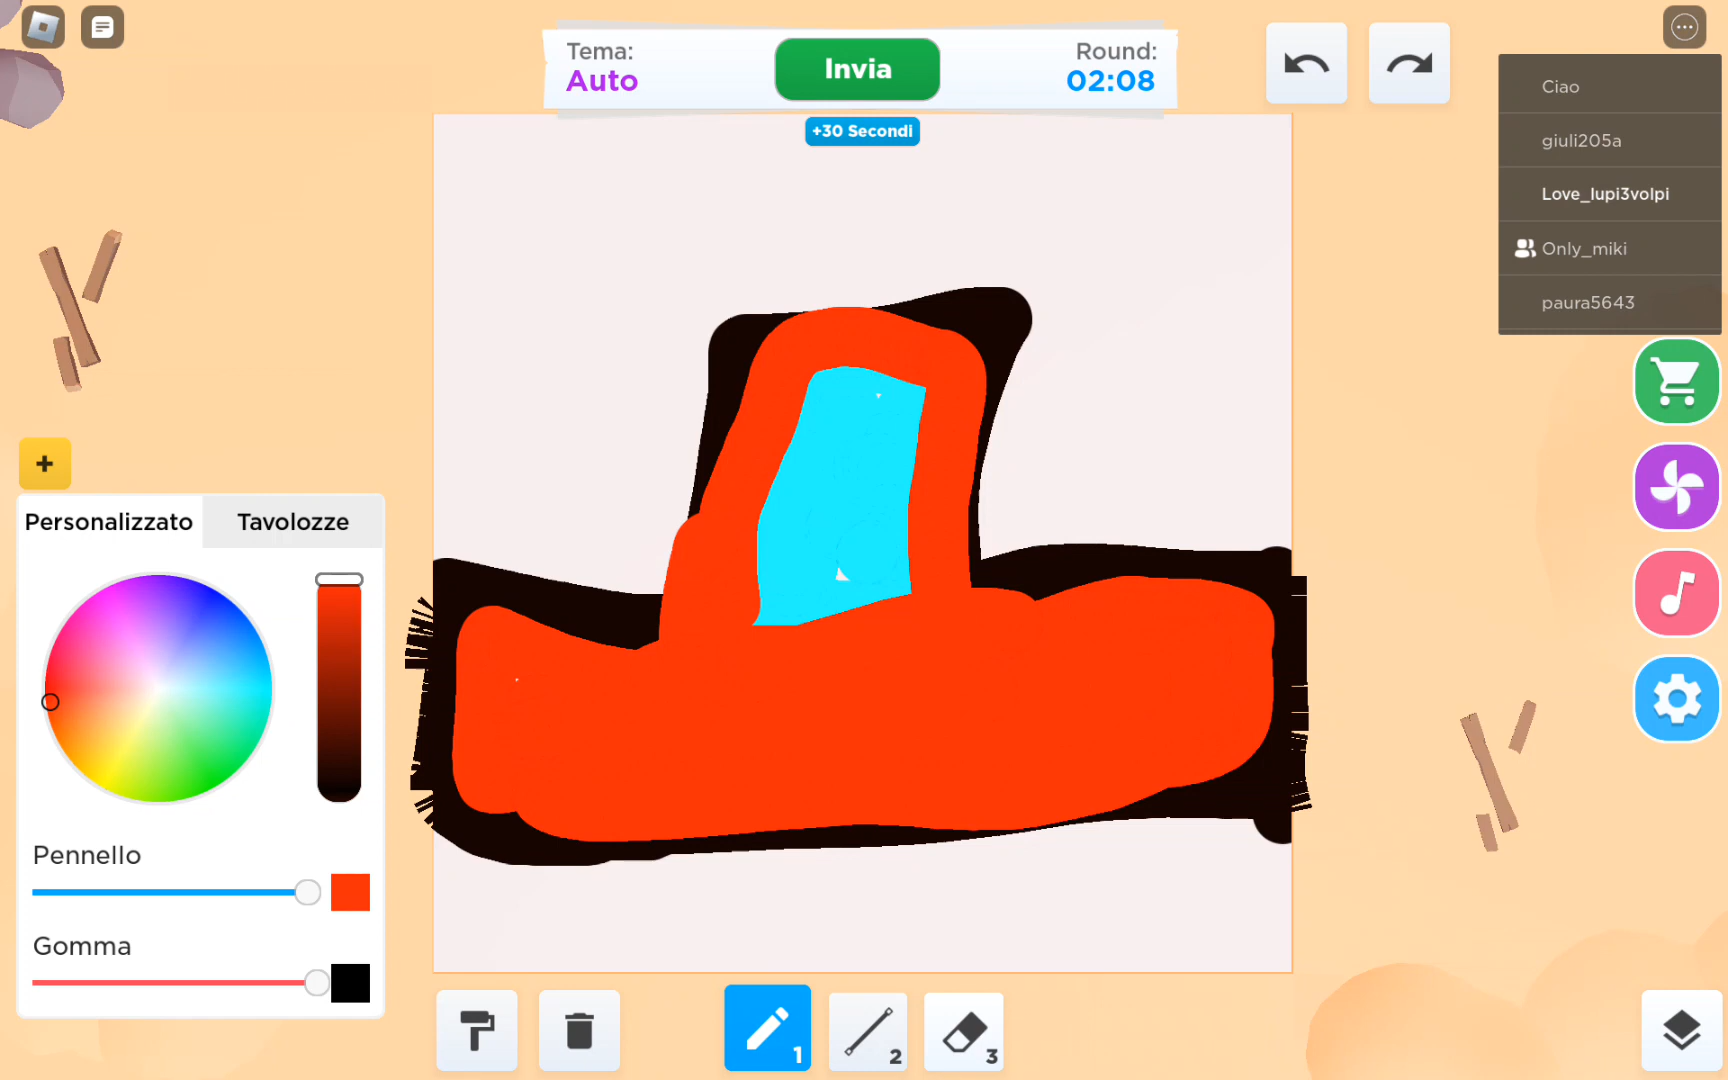 Tema:
Auto
Invia
Round:
02:08
+30 Secondi
Ciao
giuli205a
Love_lupi3volpi
Only_miki
paura5643
+
Personalizzato
Tavolozze
Pennello
Gomma
1
2
3